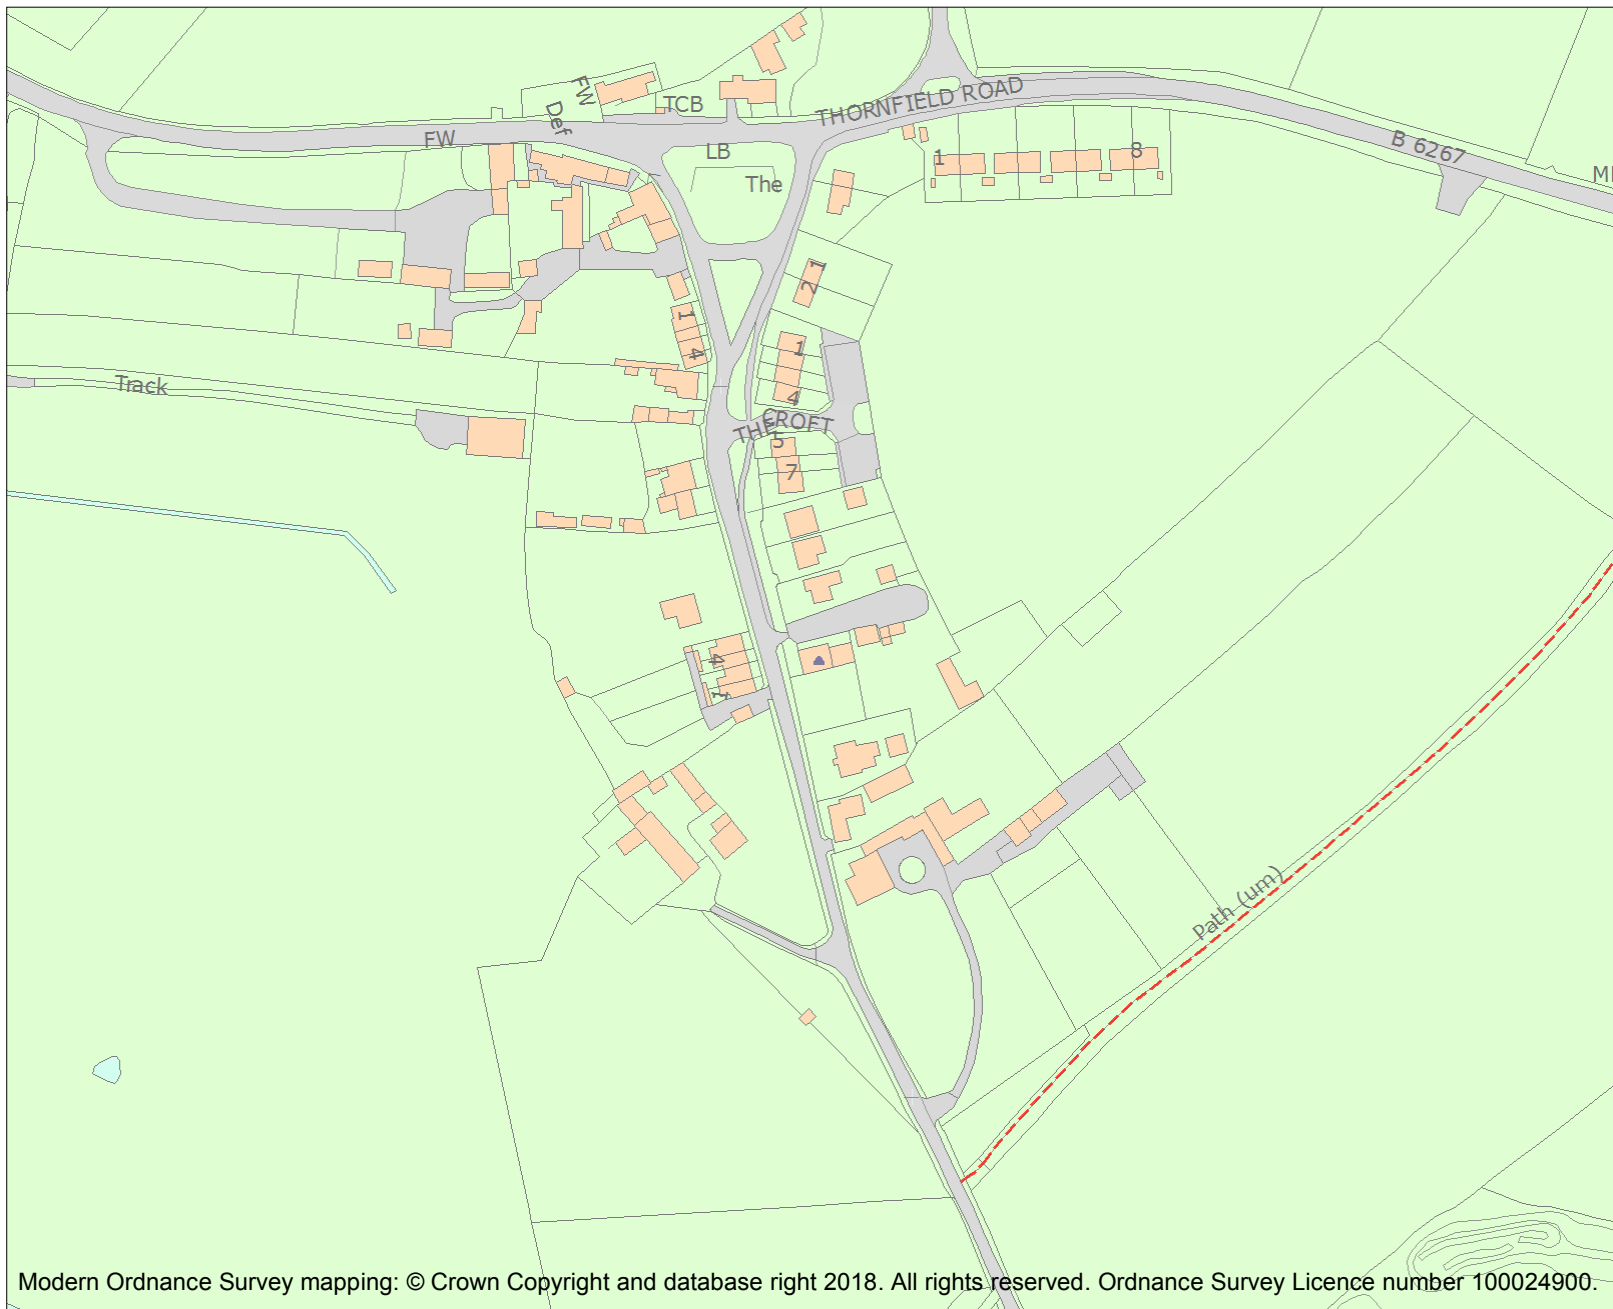 FW
Def
TCB
THORNFIELD ROAD
FW
LB
The
1
8
B 6267
1
2
1
4
1
4
Track
THE
CROFT
5
7
4
1
Path (um)
Modern Ordnance Survey mapping: © Crown Copyright and database right 2018. All rights reserved. Ordnance Survey Licence number 100024900.